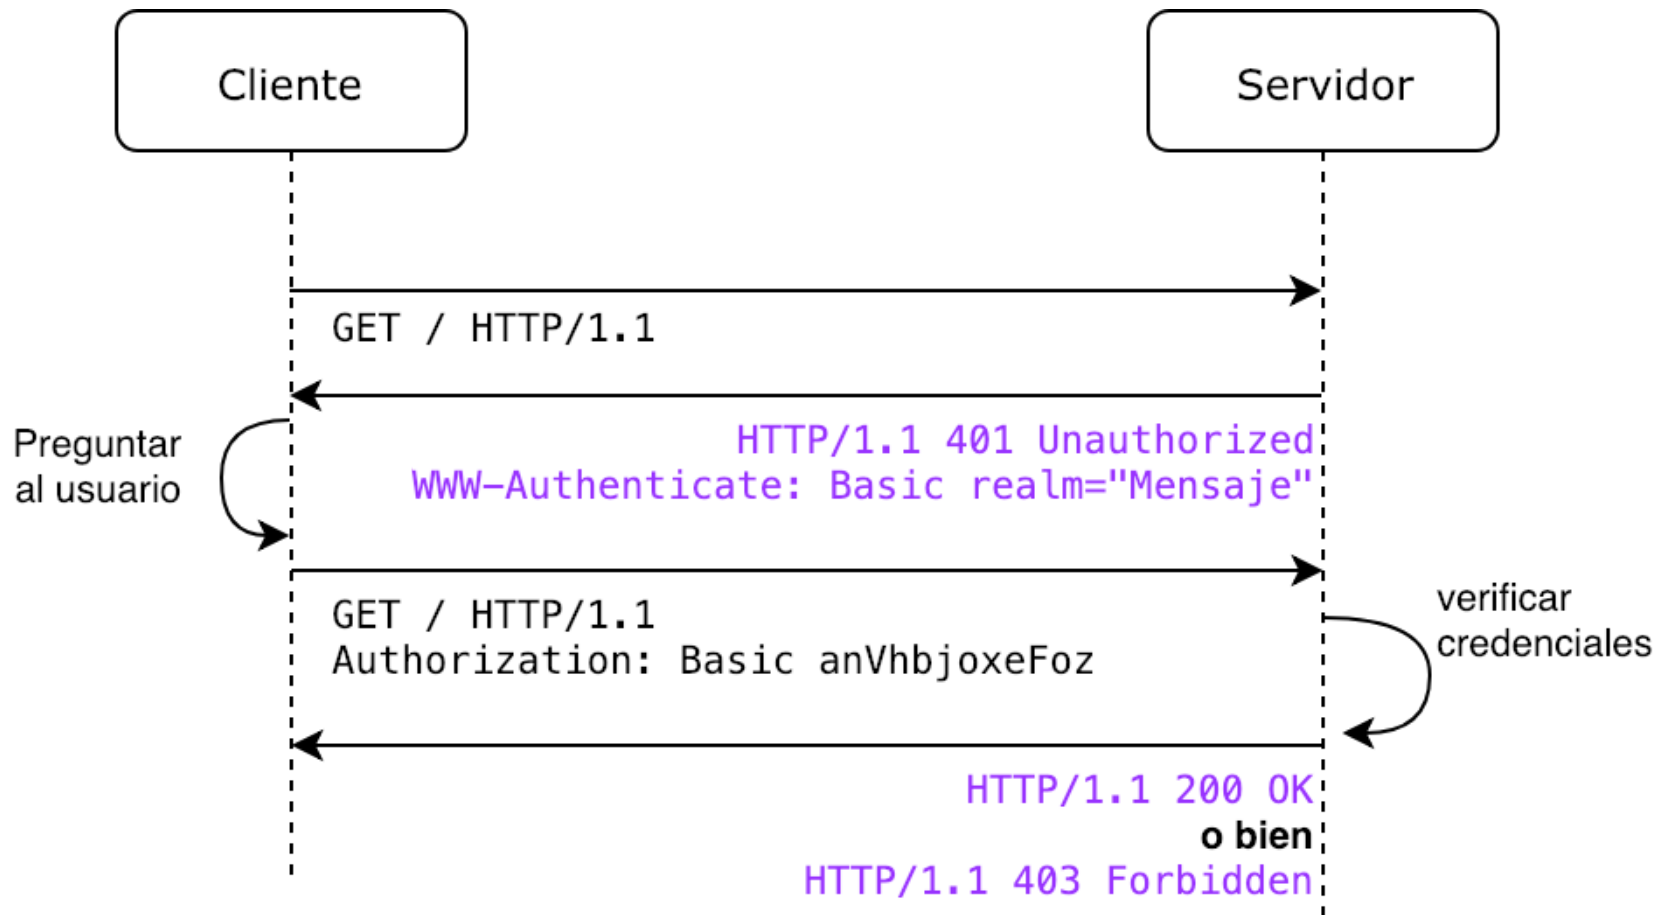 Cliente
Servidor
GET / HTTP/1.1
HTTP/1.1 401 Unauthorized
WWW-Authenticate: Basic realm="Mensaje"
Preguntar
al usuario
GET / HTTP/1.1
Authorization: Basic anVhbjoxeFoz
verificar
credenciales
HTTP/1.1 200 OK
o bien
HTTP/1.1 403 Forbidden